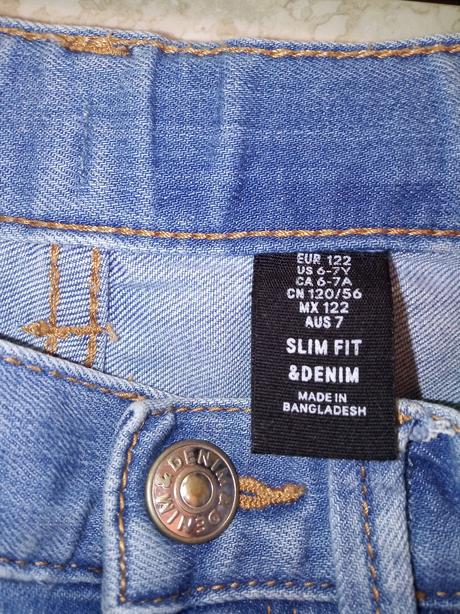 EUR 122
US 6-7Y
CA 6-7A
CN 120/56
MX 122
AUS 7
SLIM FIT
&DENIM
MADE IN
BANGLADESH
DENIM & DENIM &